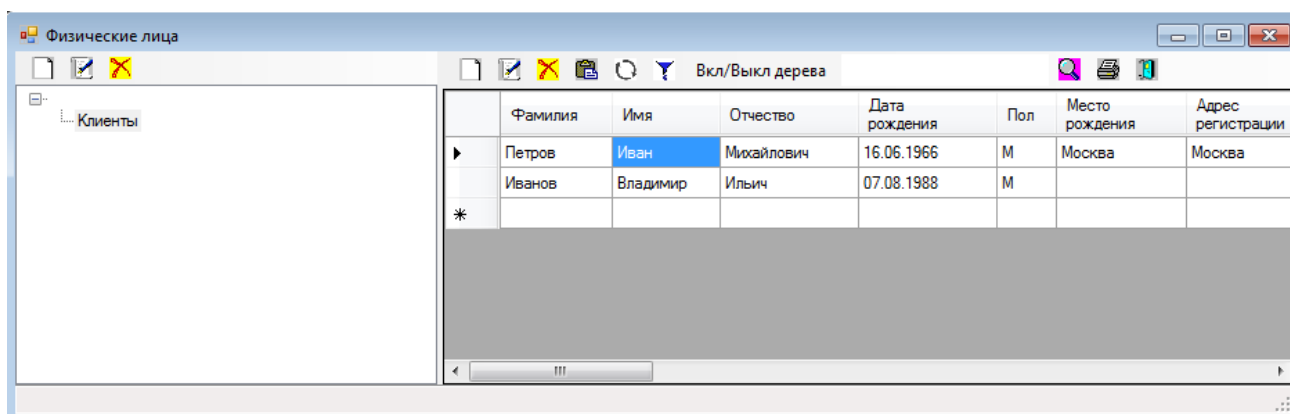 Физические лица
Вкл/Выкл дерева
Клиенты
Фамилия Имя Отчество Дата рождения Пол Место рождения Адрес регистрации
Петров Иван Михайлович 16.06.1966 М Москва Москва
Иванов Владимир Ильич 07.08.1988 М